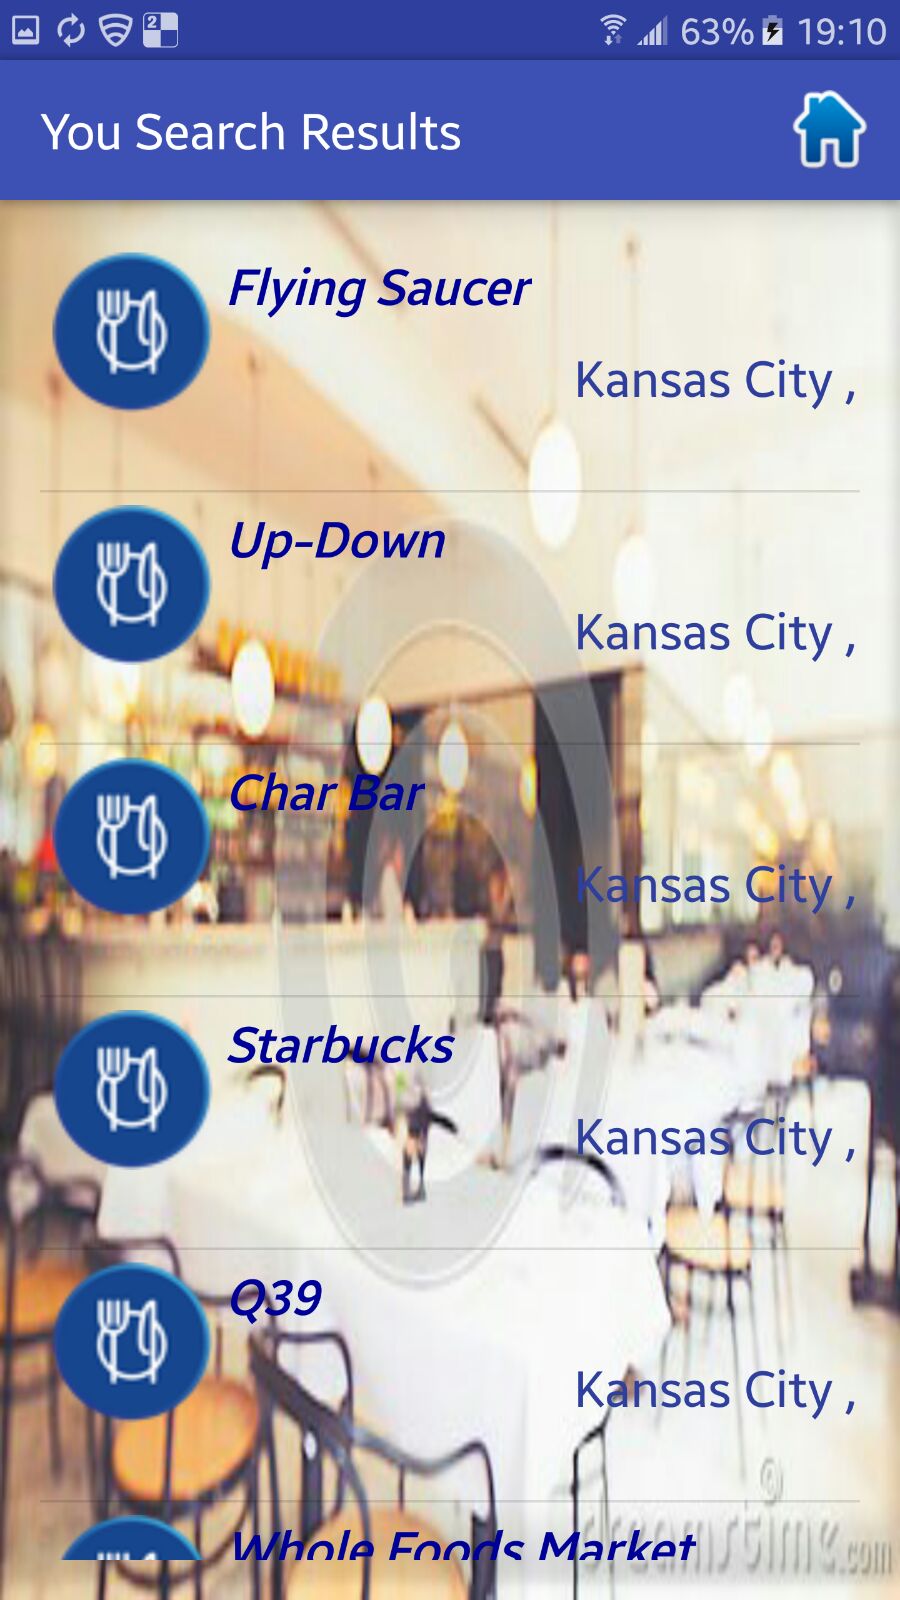 2
63% 19:10
You Search Results
Flying Saucer
Kansas City ,
Up-Down
Kansas City ,
Char Bar
Kansas City ,
Starbucks
Kansas City ,
Q39
Kansas City ,
Whole Foods Market
dreamstime.com